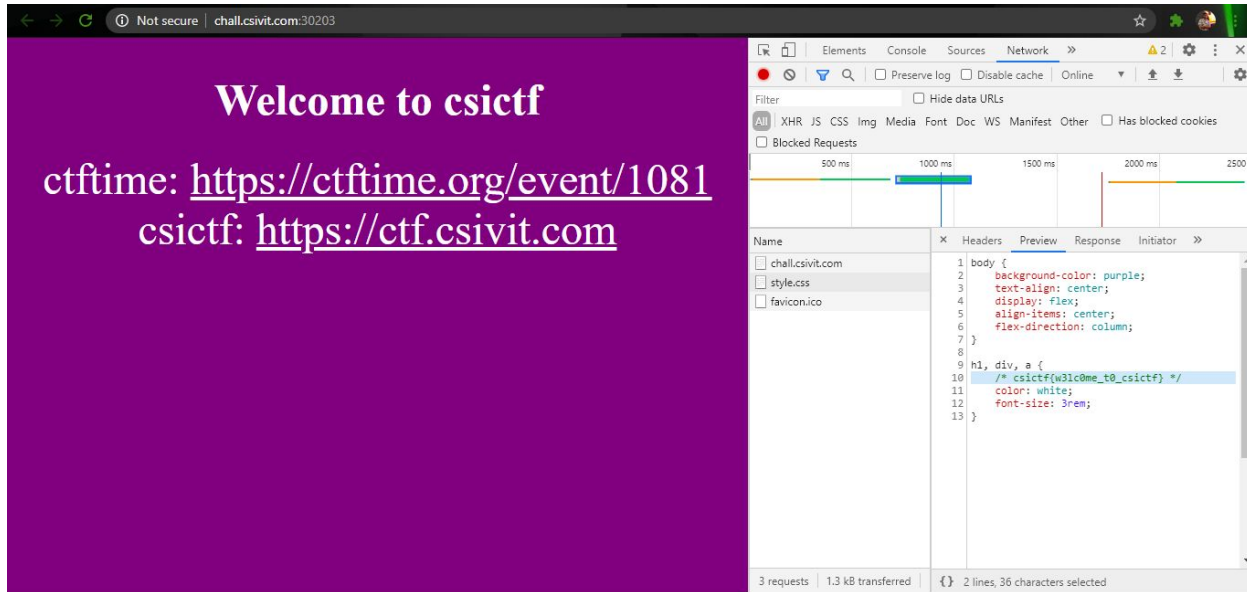 Not secure | chall.csivit.com:30203
Welcome to csictf
ctftime: https://ctftime.org/event/1081
csictf: https://ctf.csivit.com
Elements Console Sources Network » 2
Preserve log Disable cache Online
Filter Hide data URLs
All XHR JS CSS Img Media Font Doc WS Manifest Other Has blocked cookies
Blocked Requests
500 ms 1000 ms 1500 ms 2000 ms 2500
Name × Headers Preview Response Initiator »
chall.csivit.com
style.css
favicon.ico
1 body {
2 background-color: purple;
3 text-align: center;
4 display: flex;
5 align-items: center;
6 flex-direction: column;
7 }
8
9 h1, div, a {
10 /* csictf{w3lc0me_t0_csictf} */
11 color: white;
12 font-size: 3rem;
13 }
3 requests 1.3 kB transferred {} 2 lines, 36 characters selected